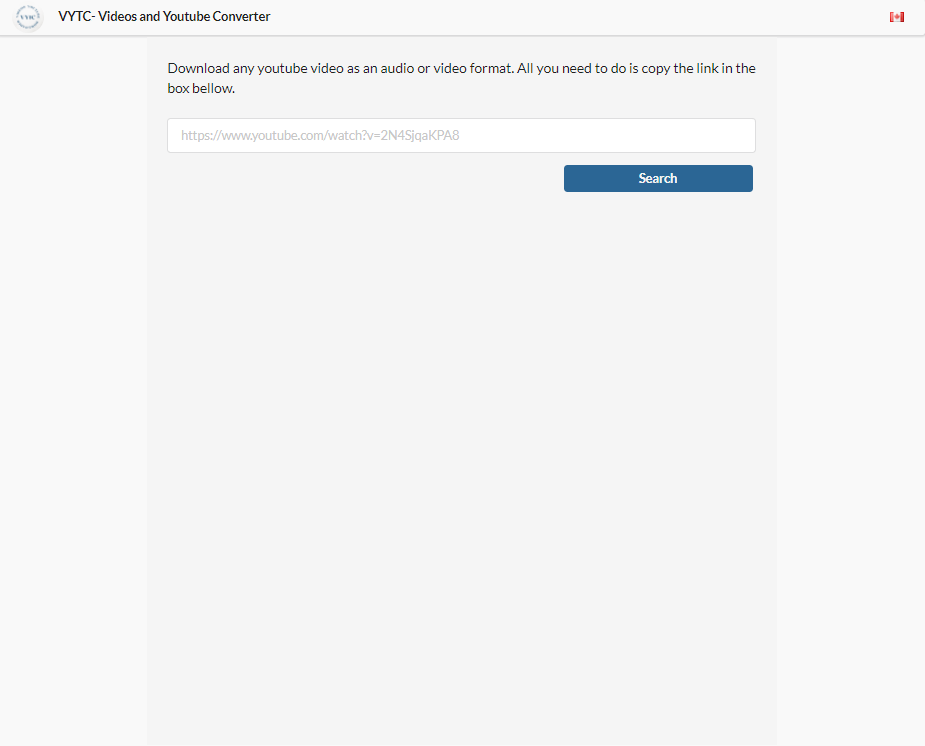 VYTC
VYTC- Videos and Youtube Converter
Download any youtube video as an audio or video format. All you need to do is copy the link in the
box bellow.
https://www.youtube.com/watch?v=2N4SjqaKPA8
Search